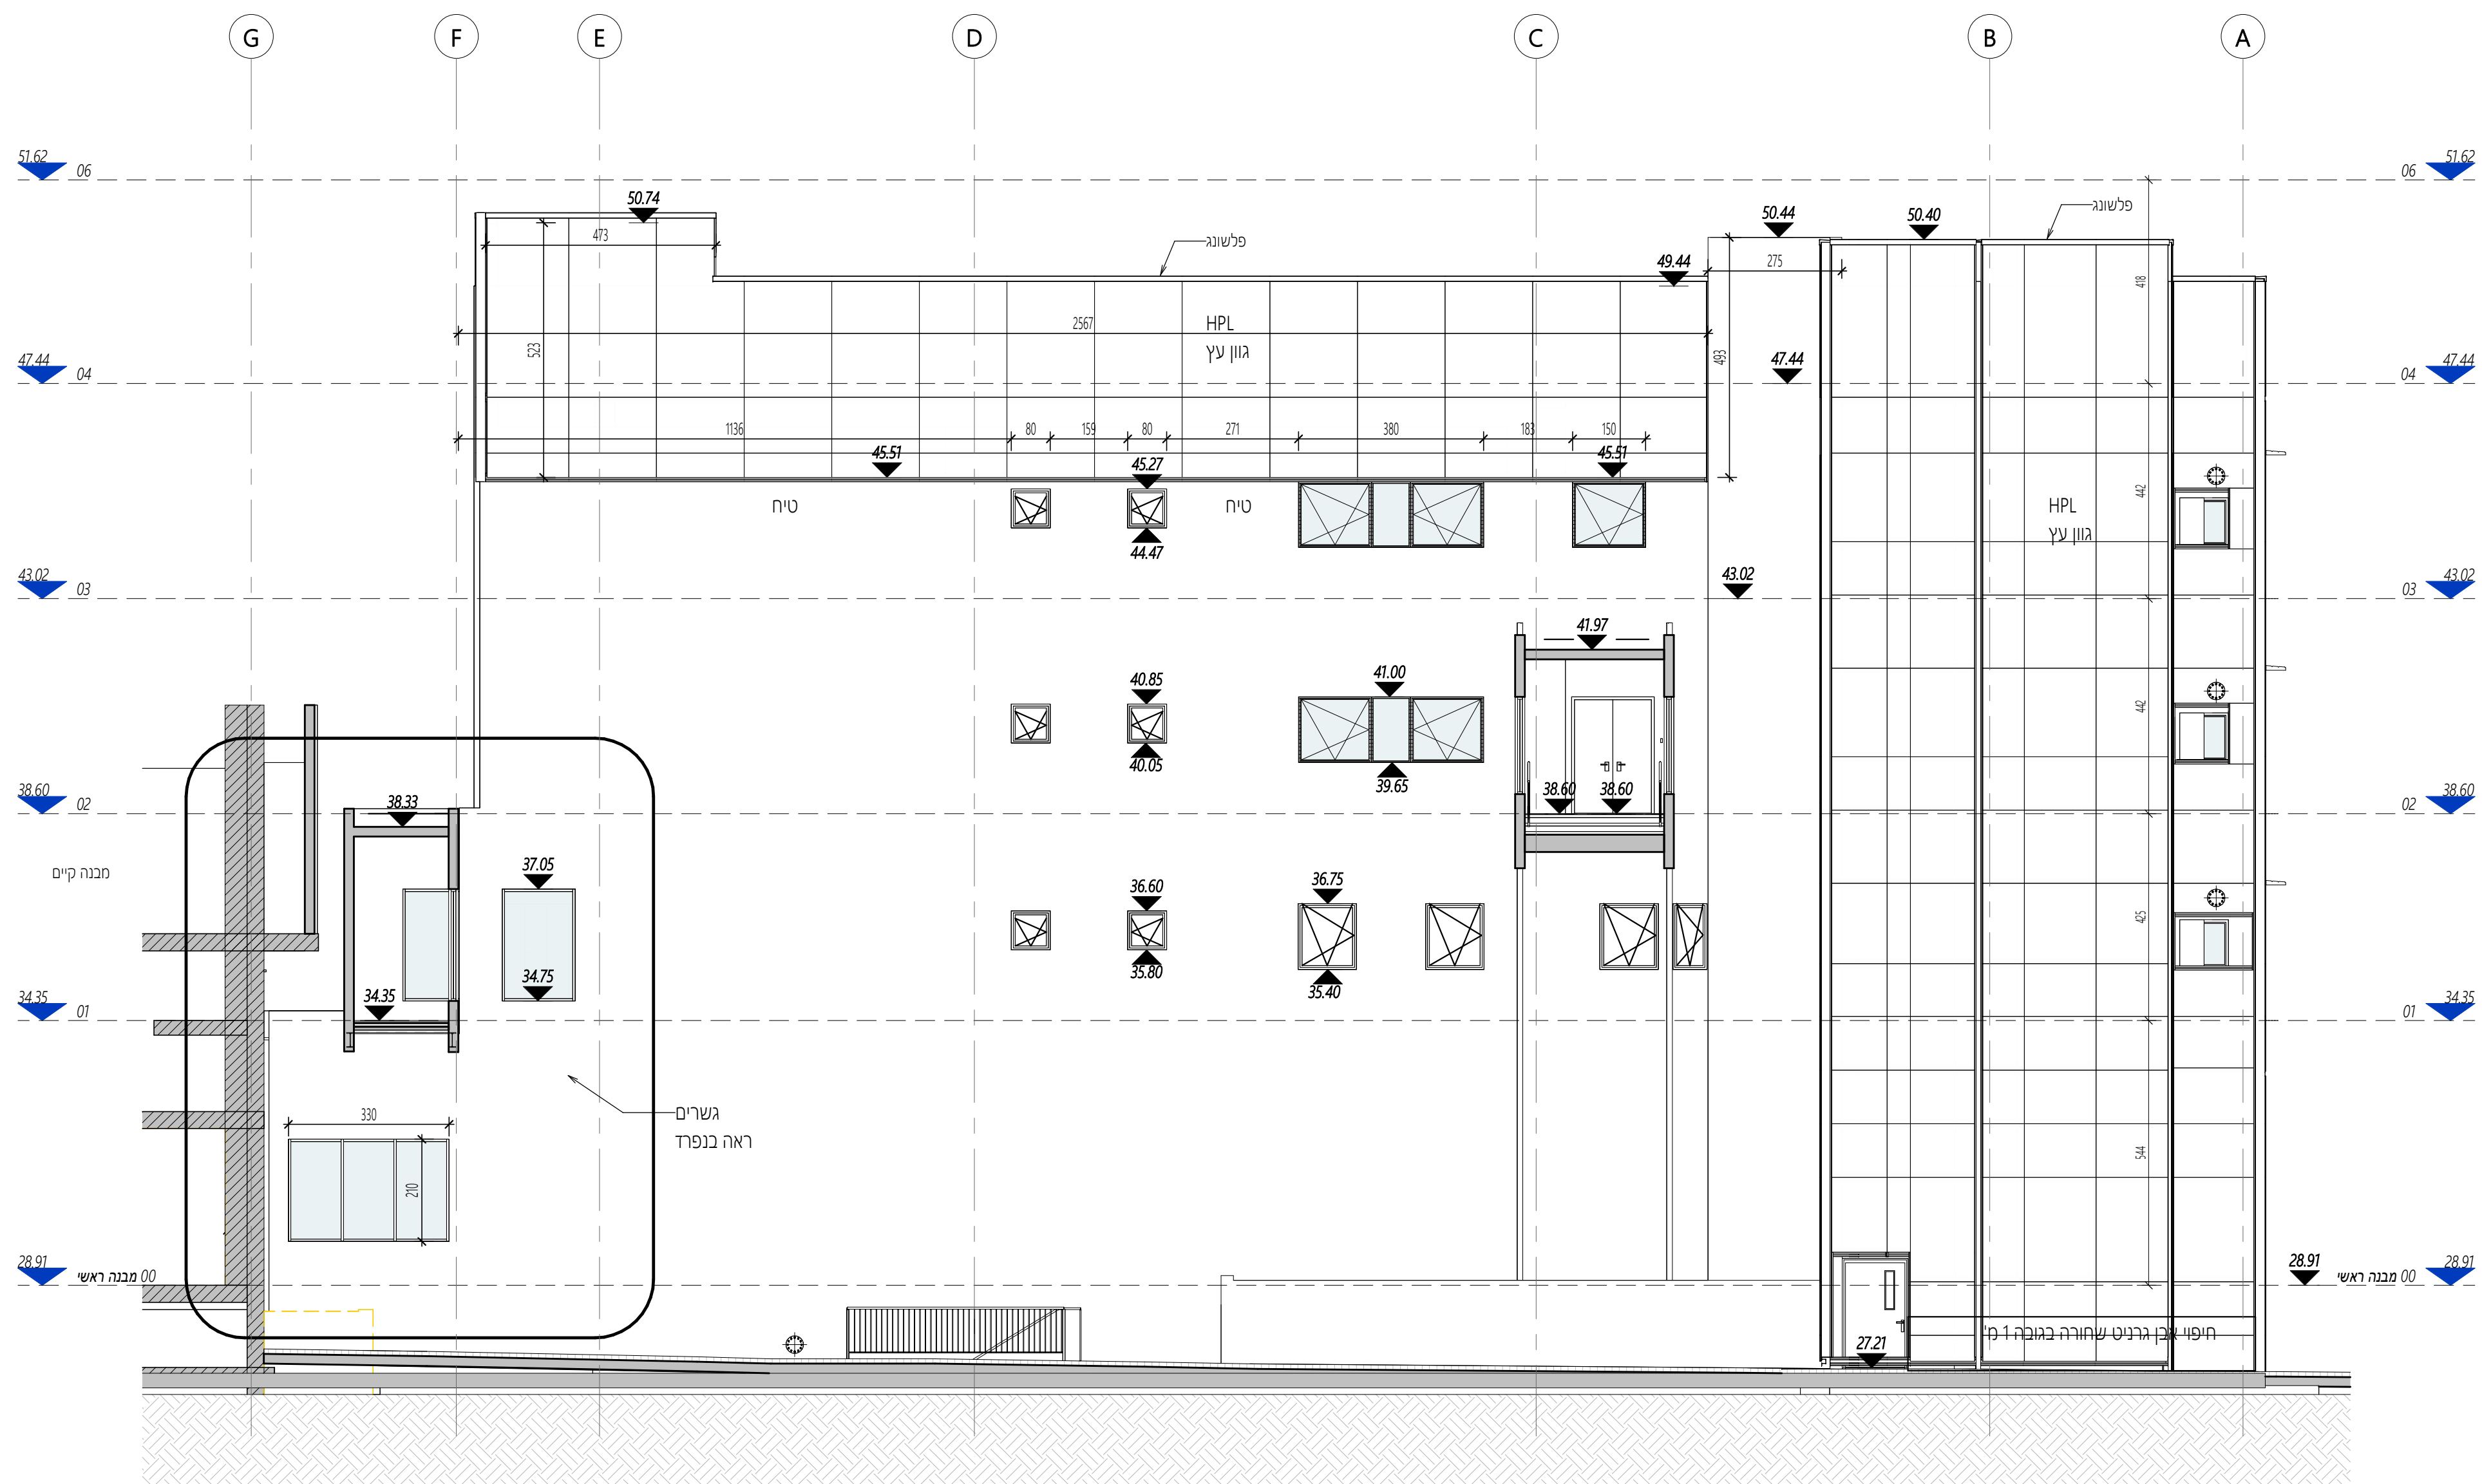 G F E D C B A
51.62 06 06 51.62
50.74
פלשונג
50.44
50.40
פלשונג
473
49.44
275
418
2567
HPL
גוון עץ
523
493
47.44 04 47.44 04 47.44
1136 80 159 80 271 380 183 150
45.51 45.27 45.51
טיח טיח
44.47
442
HPL
גוון עץ
43.02 03 43.02 03 43.02
41.97
40.85 41.00
442
40.05 39.65
38.60 02 38.33 38.60 38.60 02 38.60
מבנה קיים
37.05 36.60 36.75
425
35.80 35.40
34.75
34.35 01 34.35 01 34.35
גשרים
ראה בנפרד
330
210
544
28.91 00 מבנה ראשי 28.91 00 מבנה ראשי 28.91
חיפוי אבן גרניט שחורה בגובה 1 מ'
27.21